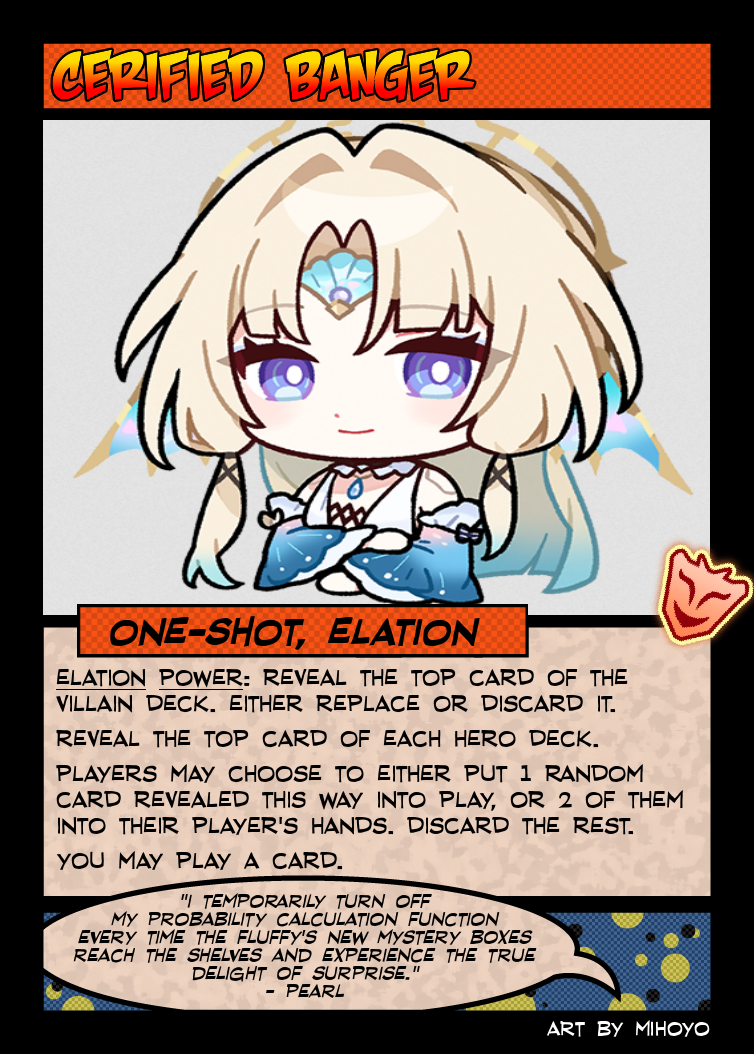 CERIFIED BANGER
ONE-SHOT, ELATION
ELATION POWER: REVEAL THE TOP CARD OF THE
VILLAIN DECK. EITHER REPLACE OR DISCARD IT.
REVEAL THE TOP CARD OF EACH HERO DECK.
PLAYERS MAY CHOOSE TO EITHER PUT 1 RANDOM
CARD REVEALED THIS WAY INTO PLAY, OR 2 OF THEM
INTO THEIR PLAYER'S HANDS. DISCARD THE REST.
YOU MAY PLAY A CARD.
"I TEMPORARILY TURN OFF
MY PROBABILITY CALCULATION FUNCTION
EVERY TIME THE FLUFFY'S NEW MYSTERY BOXES
REACH THE SHELVES AND EXPERIENCE THE TRUE
DELIGHT OF SURPRISE."
- PEARL
ART BY MIHOYO